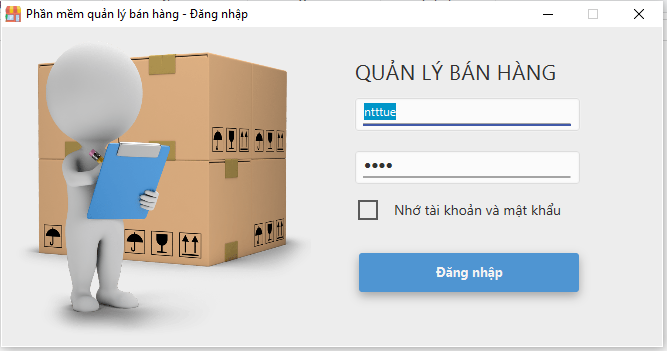 Phần mềm quản lý bán hàng - Đăng nhập
QUẢN LÝ BÁN HÀNG
ntttue
••••
Nhớ tài khoản và mật khẩu
Đăng nhập